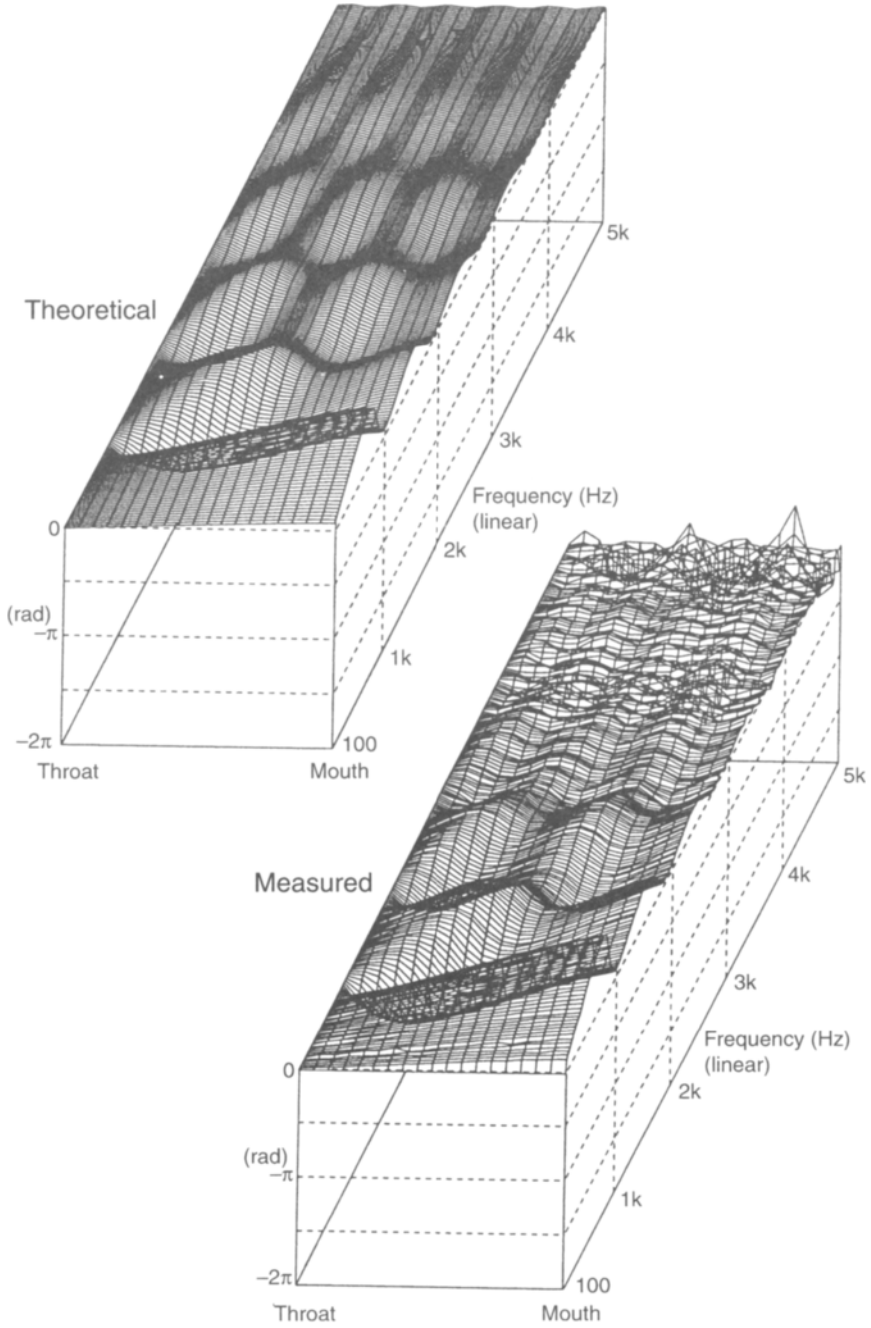 5k
Theoretical
4k
3k
Frequency (Hz)
(linear)
0
2k
(rad)
−π
1k
−2π
100
Throat
Mouth
5k
Measured
4k
3k
Frequency (Hz)
(linear)
0
2k
(rad)
−π
1k
−2π
100
Throat
Mouth